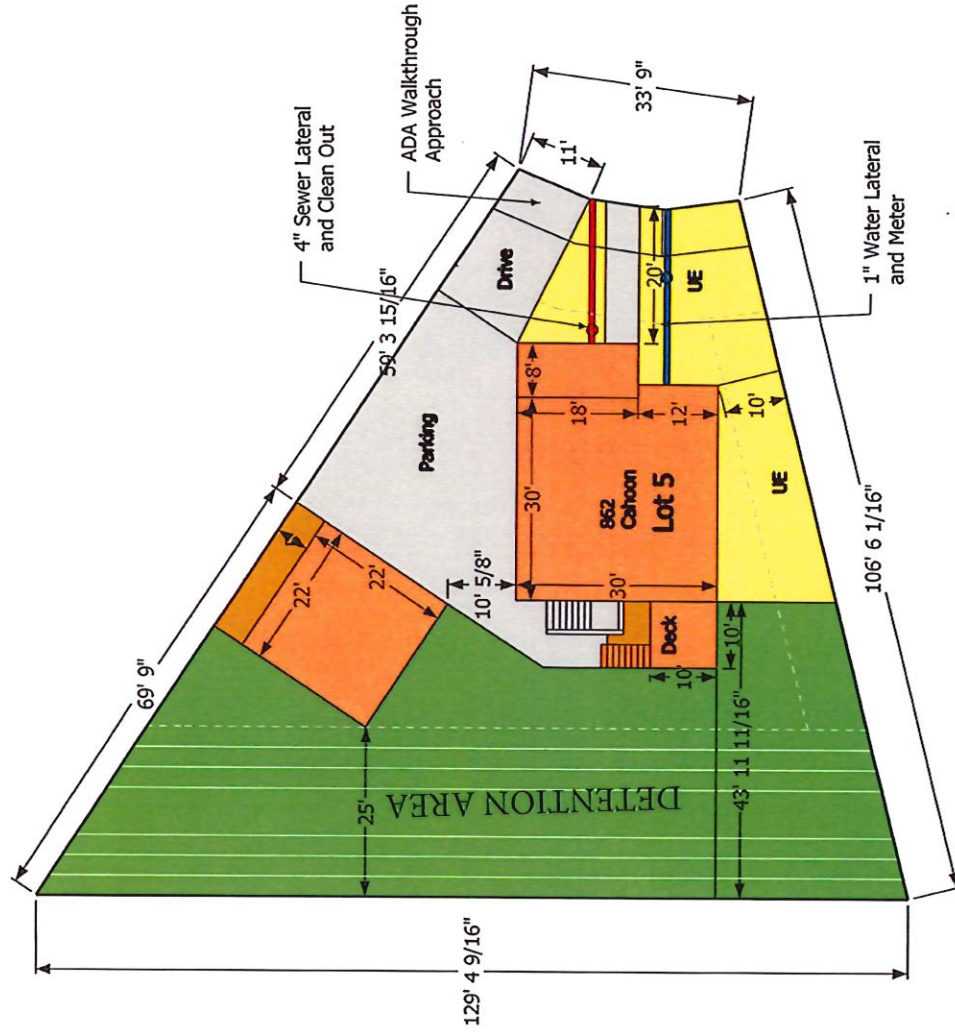 4" Sewer Lateral
and Clean Out
ADA Walkthrough
Approach
33' 9"
11'
59' 3 15/16"
Drive
20'
UE
1" Water Lateral
and Meter
Parking
8'
18'
12'
10'
30'
862
Cahoon
Lot 5
UE
106' 6 1/16"
69' 9"
22'
22'
10' 5/8"
30'
Deck
10'
10'
43' 11 11/16"
25'
DETENTION AREA
129' 4 9/16"